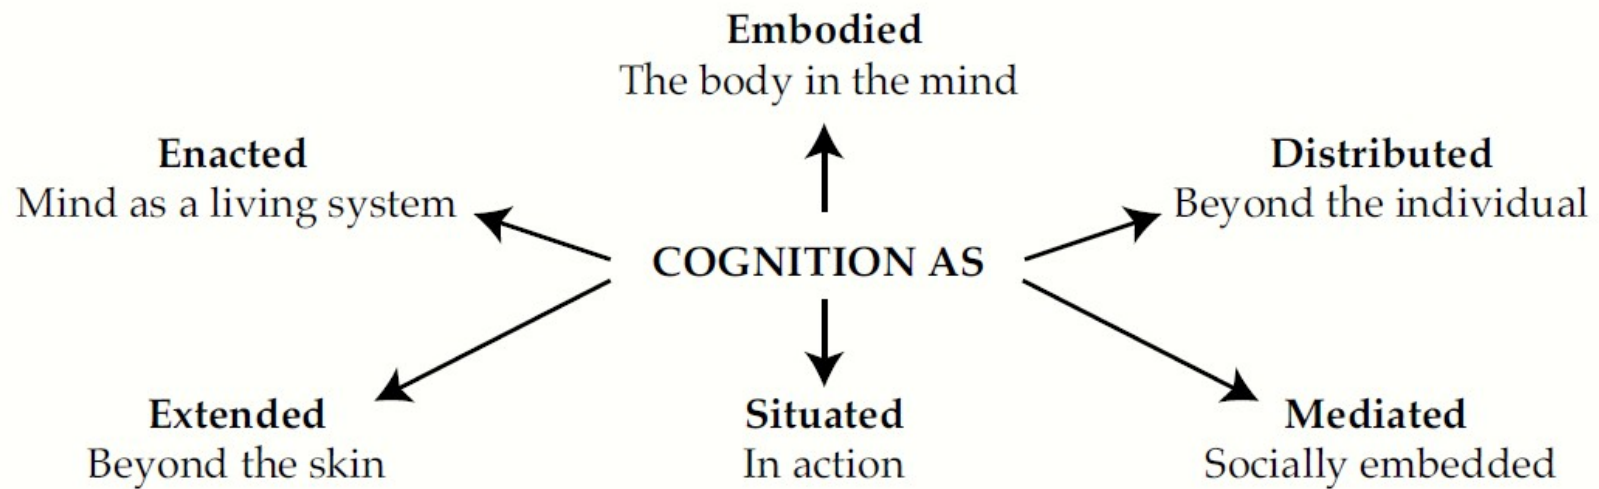 Embodied
The body in the mind
Enacted
Mind as a living system
Distributed
Beyond the individual
COGNITION AS
Extended
Beyond the skin
Situated
In action
Mediated
Socially embedded